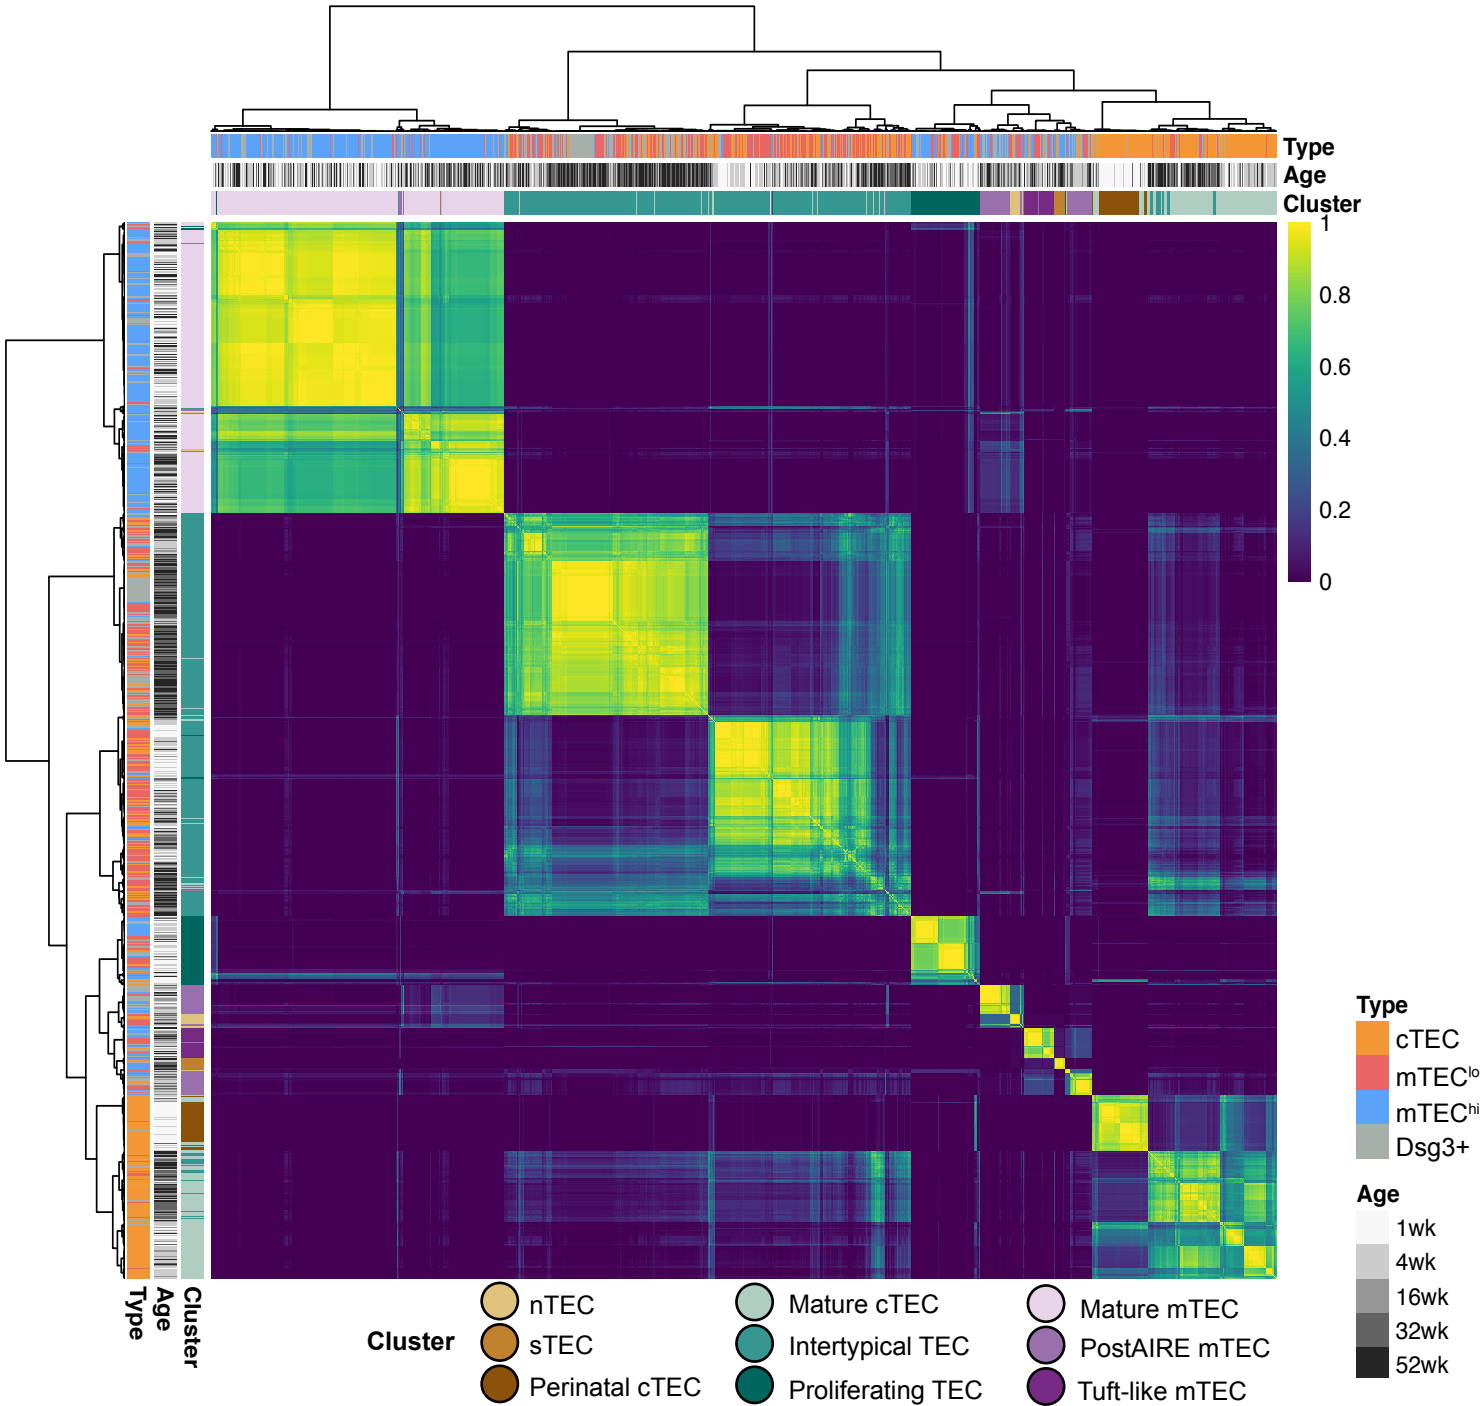 Type
Age
Cluster
1
0.8
0.6
0.4
0.2
0
Type
cTEC
mTEClo
mTEChi
Dsg3+
Age
1wk
4wk
16wk
32wk
52wk
Type
Age
Cluster
Cluster
nTEC
sTEC
Perinatal cTEC
Mature cTEC
Intertypical TEC
Proliferating TEC
Mature mTEC
PostAIRE mTEC
Tuft-like mTEC